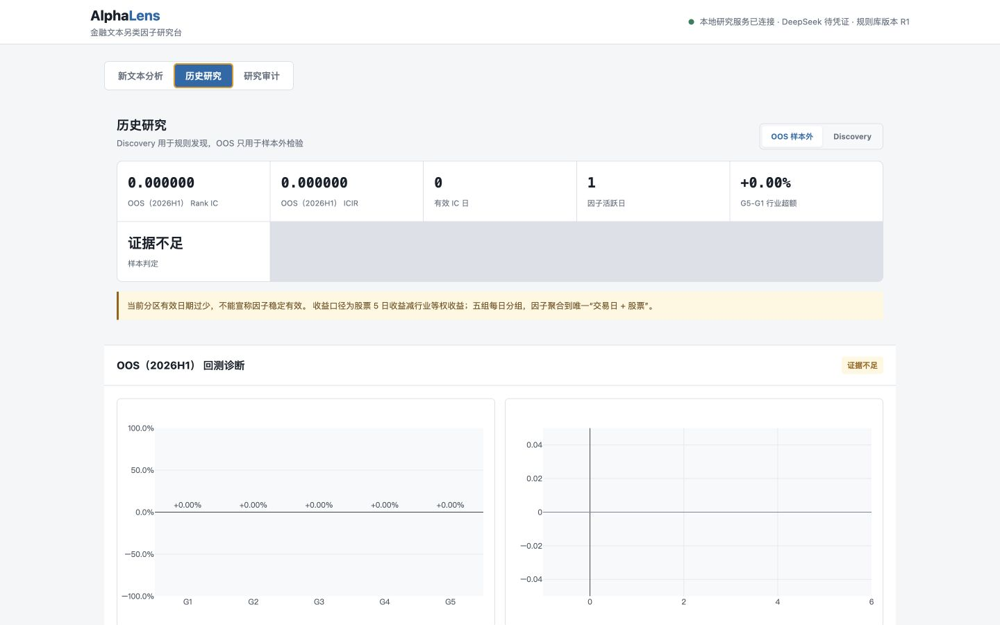 AlphaLens
金融文本另类因子研究台
本地研究服务已连接 · DeepSeek 待凭证 · 规则库版本 R1
新文本分析 历史研究 研究审计
历史研究
Discovery 用于规则发现，OOS 只用于样本外检验
OOS 样本外 Discovery
0.000000
OOS（2026H1） Rank IC
0.000000
OOS（2026H1） ICIR
0
有效 IC 日
1
因子活跃日
+0.00%
G5-G1 行业超额
证据不足
样本判定
当前分区有效日期过少，不能宣称因子稳定有效。 收益口径为股票 5 日收益减行业等权收益；五组每日分组，因子聚合到唯一“交易日 + 股票”。
OOS（2026H1） 回测诊断
证据不足
100.0%
50.0%
0.0%
−50.0%
−100.0%
+0.00% +0.00% +0.00% +0.00% +0.00%
G1 G2 G3 G4 G5
0.04
0.02
0
−0.02
−0.04
0 2 4 6